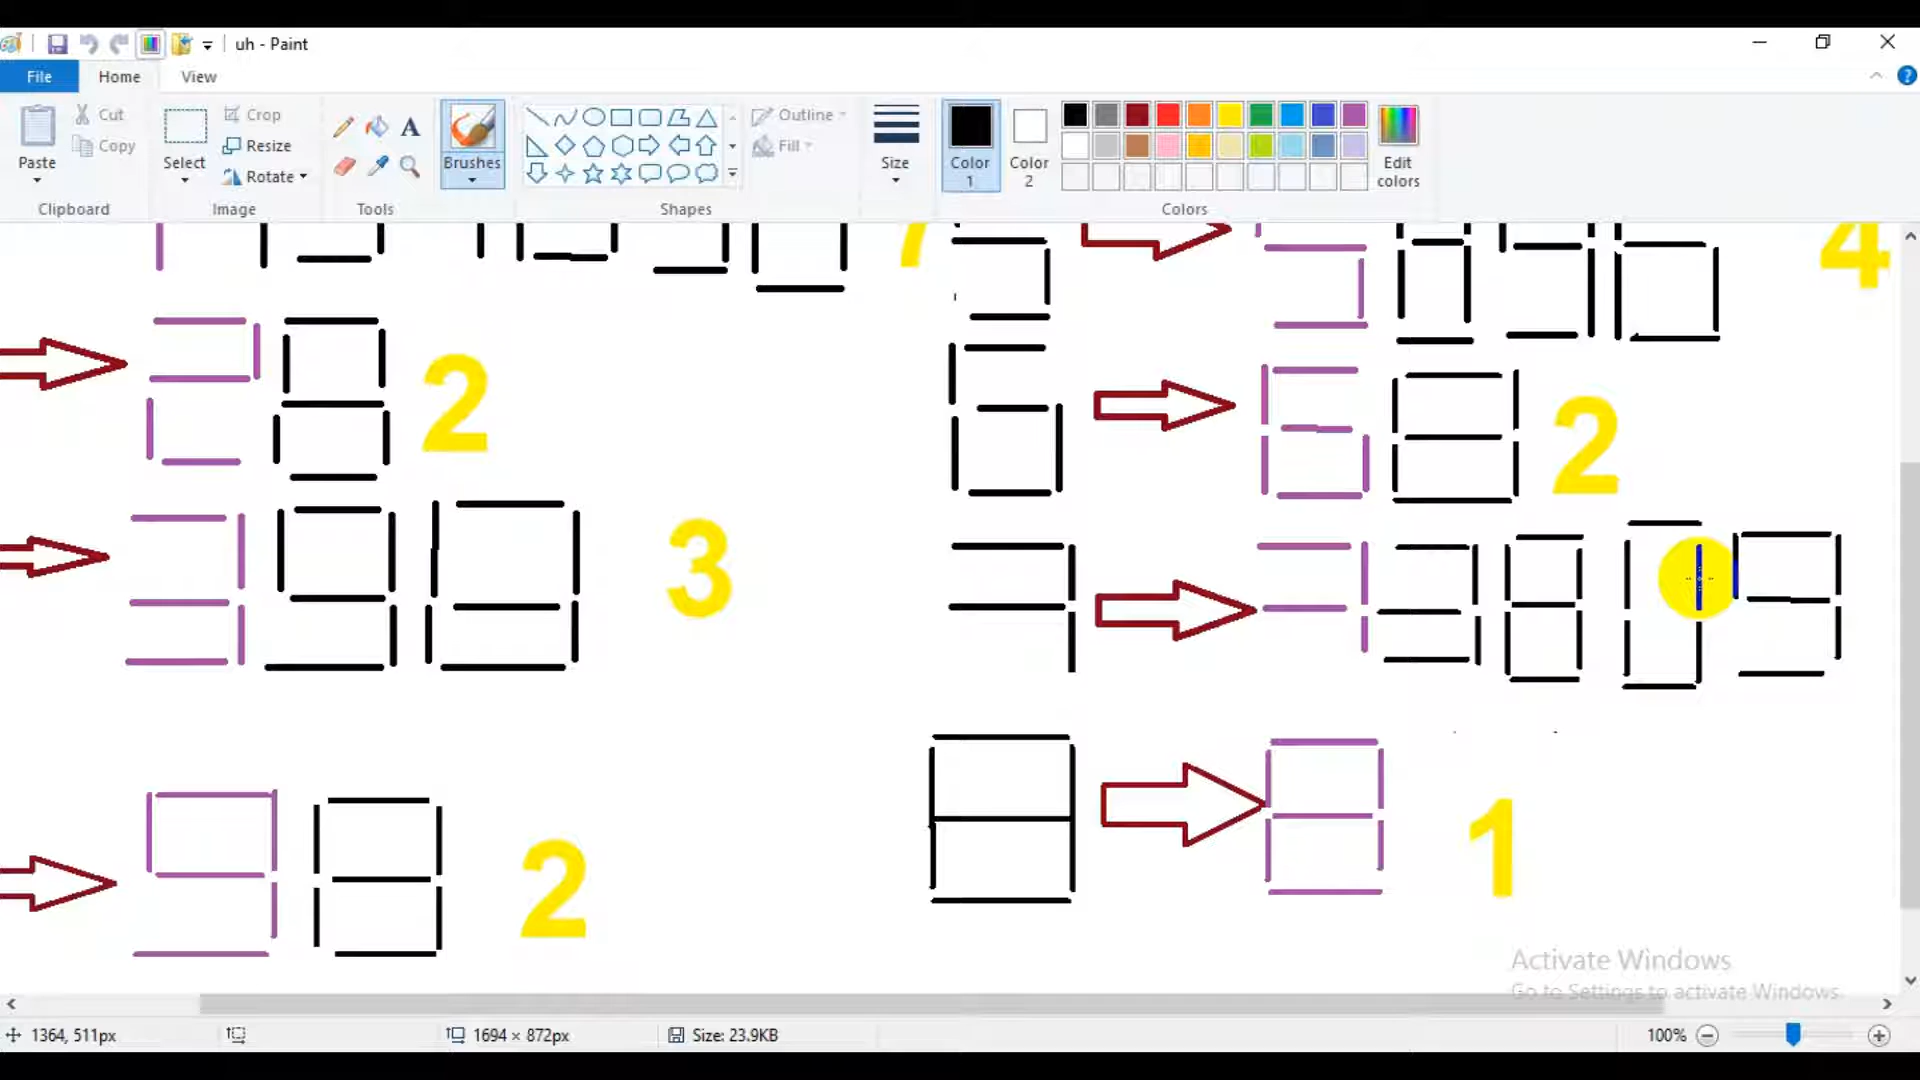 uh - Paint
File Home View
Paste
Cut
Copy
Clipboard
Select
Crop
Resize
Rotate
Image
A
Tools
Brushes
Outline
Fill
Shapes
Size
Color 1
Color 2
Edit colors
Colors
7
4
2
2
3
1
2
Activate Windows
Go to Settings to activate Windows.
1364, 511px
1694 × 872px
Size: 23.9KB
100%